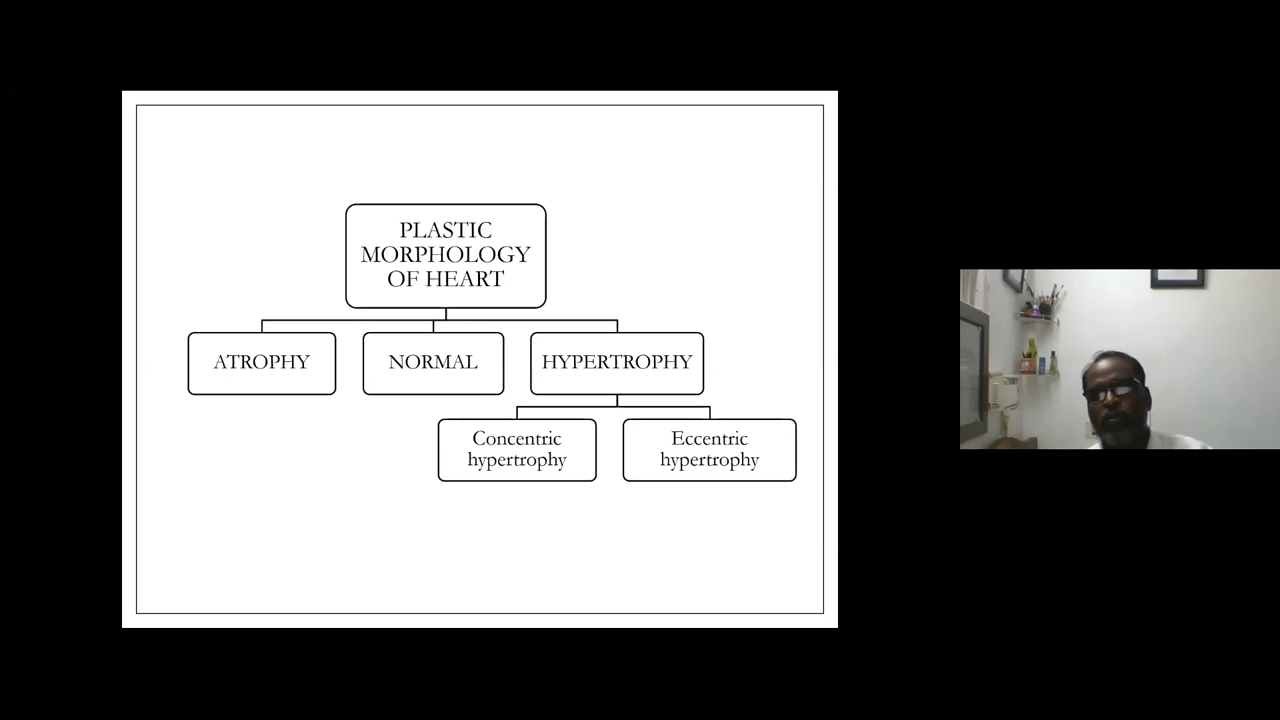 PLASTIC
MORPHOLOGY
OF HEART
ATROPHY
NORMAL
HYPERTROPHY
Concentric
hypertrophy
Eccentric
hypertrophy